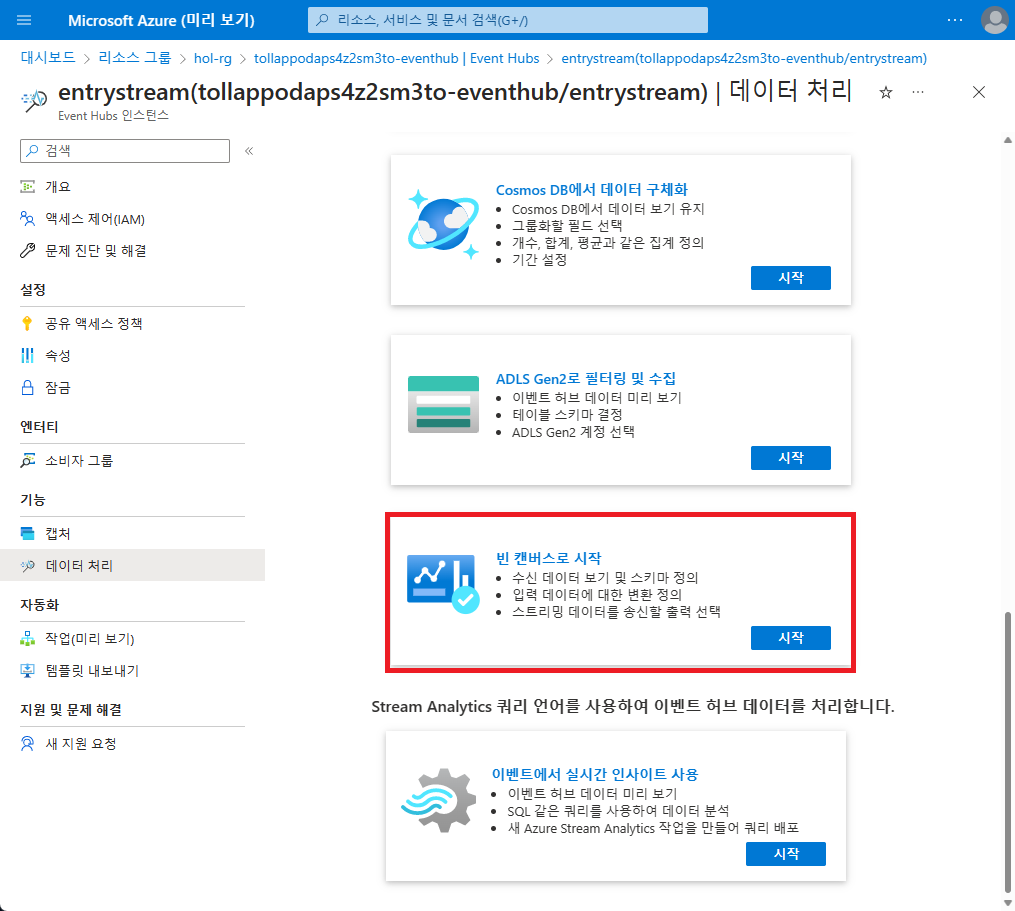 Microsoft Azure (미리 보기)
리소스, 서비스 및 문서 검색(G+/)
대시보드 > 리소스 그룹 > hol-rg > tollappodaps4z2sm3to-eventhub | Event Hubs > entrystream(tollappodaps4z2sm3to-eventhub/entrystream)
entrystream(tollappodaps4z2sm3to-eventhub/entrystream) | 데이터 처리
Event Hubs 인스턴스
검색
개요
액세스 제어(IAM)
문제 진단 및 해결
설정
공유 액세스 정책
속성
잠금
엔터티
소비자 그룹
기능
캡처
데이터 처리
자동화
작업(미리 보기)
템플릿 내보내기
지원 및 문제 해결
새 지원 요청
Cosmos DB에서 데이터 구체화
• Cosmos DB에서 데이터 보기 유지
• 그룹화할 필드 선택
• 개수, 합계, 평균과 같은 집계 정의
• 기간 설정
시작
ADLS Gen2로 필터링 및 수집
• 이벤트 허브 데이터 미리 보기
• 테이블 스키마 결정
• ADLS Gen2 계정 선택
시작
빈 캔버스로 시작
• 수신 데이터 보기 및 스키마 정의
• 입력 데이터에 대한 변환 정의
• 스트리밍 데이터를 송신할 출력 선택
시작
Stream Analytics 쿼리 언어를 사용하여 이벤트 허브 데이터를 처리합니다.
이벤트에서 실시간 인사이트 사용
• 이벤트 허브 데이터 미리 보기
• SQL 같은 쿼리를 사용하여 데이터 분석
• 새 Azure Stream Analytics 작업을 만들어 쿼리 배포
시작